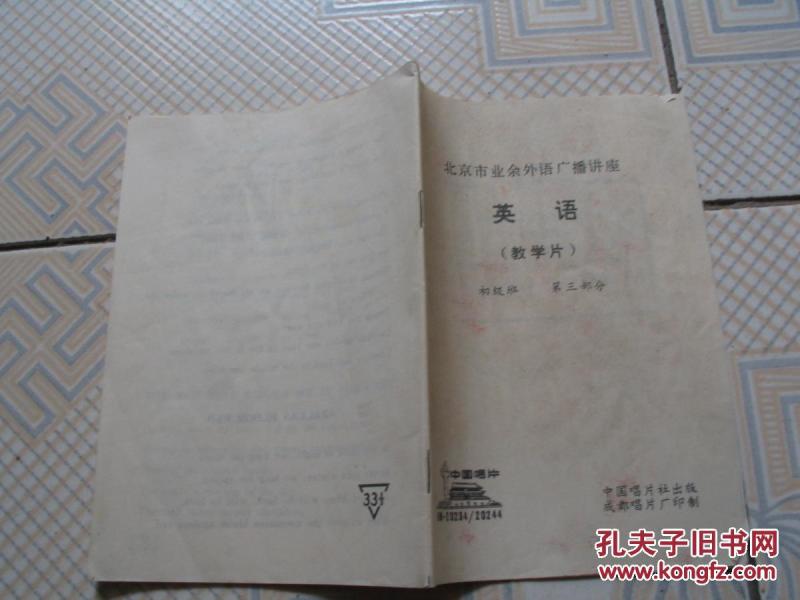 北京市业余外语广播讲座
英 语
（教学片）
初级班 第三部分
中国唱片
中国唱片社出版
成都唱片厂印制
33⅓
孔夫子旧书网
www.kongfz.com